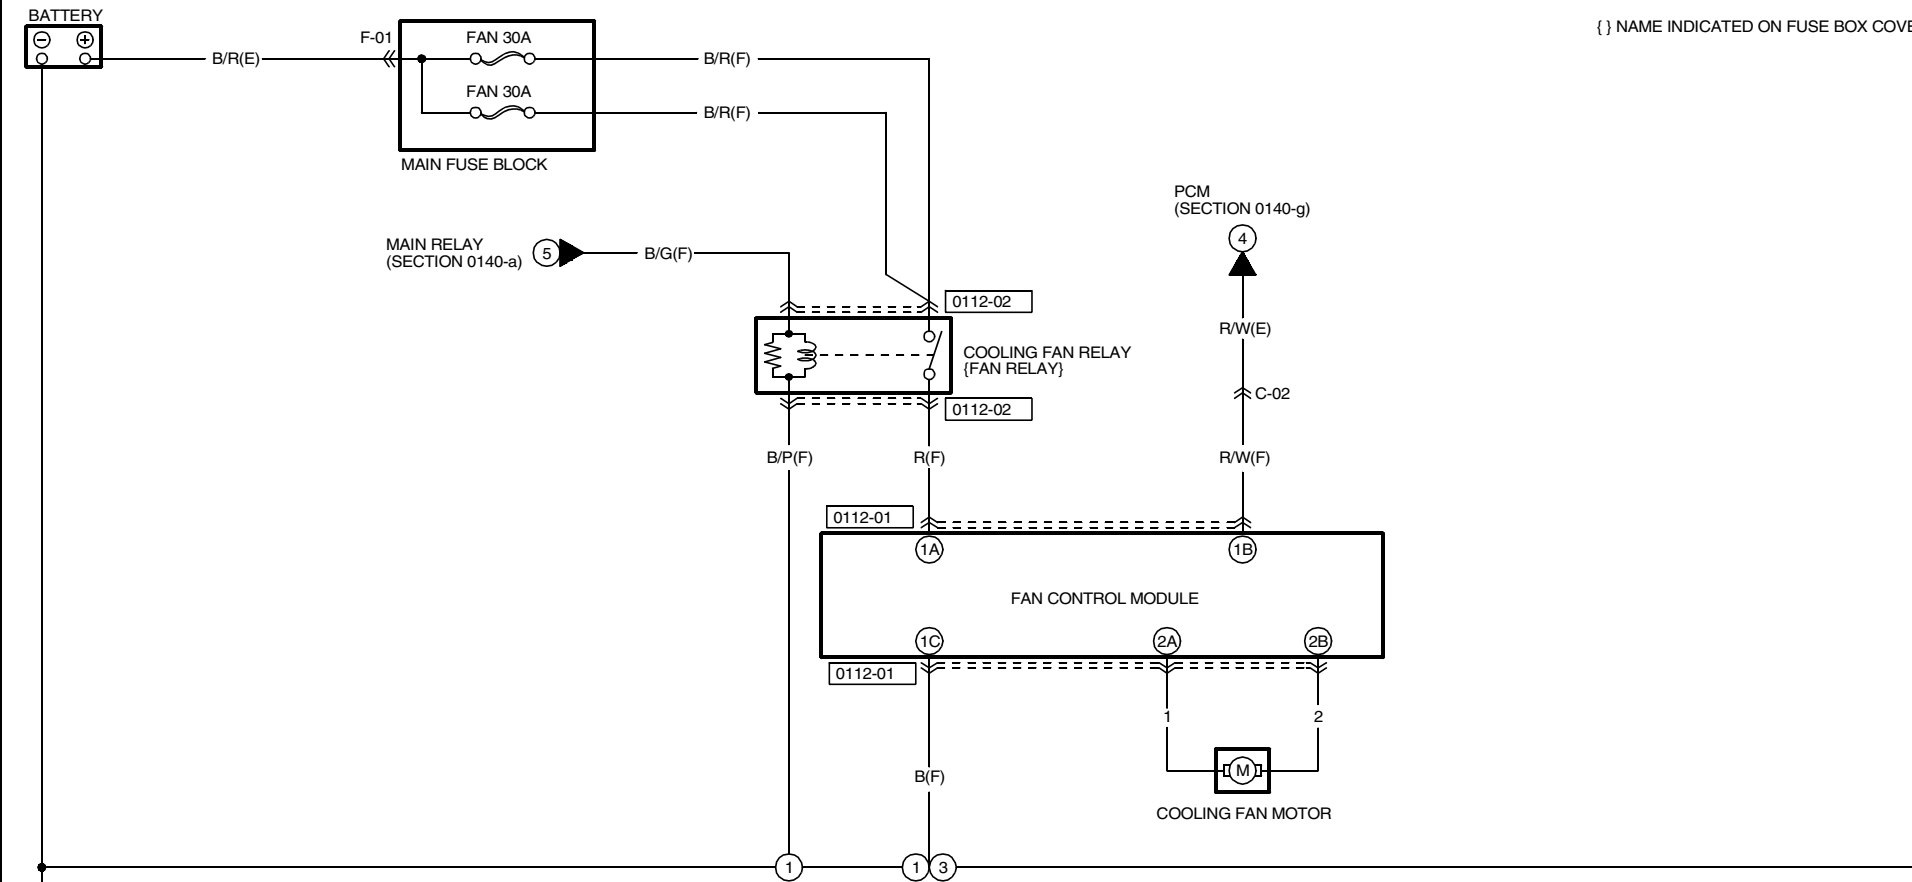 BATTERY
{ } NAME INDICATED ON FUSE BOX COVE
− +
F-01
FAN 30A
B/R(E)
B/R(F)
FAN 30A
B/R(F)
MAIN FUSE BLOCK
PCM
(SECTION 0140-g)
4
MAIN RELAY
(SECTION 0140-a)
5
B/G(F)
0112-02
R/W(E)
COOLING FAN RELAY
{FAN RELAY}
C-02
0112-02
B/P(F)
R(F)
R/W(F)
0112-01
1A
1B
FAN CONTROL MODULE
1C
2A
2B
0112-01
1
2
B(F)
M
COOLING FAN MOTOR
1
1
3